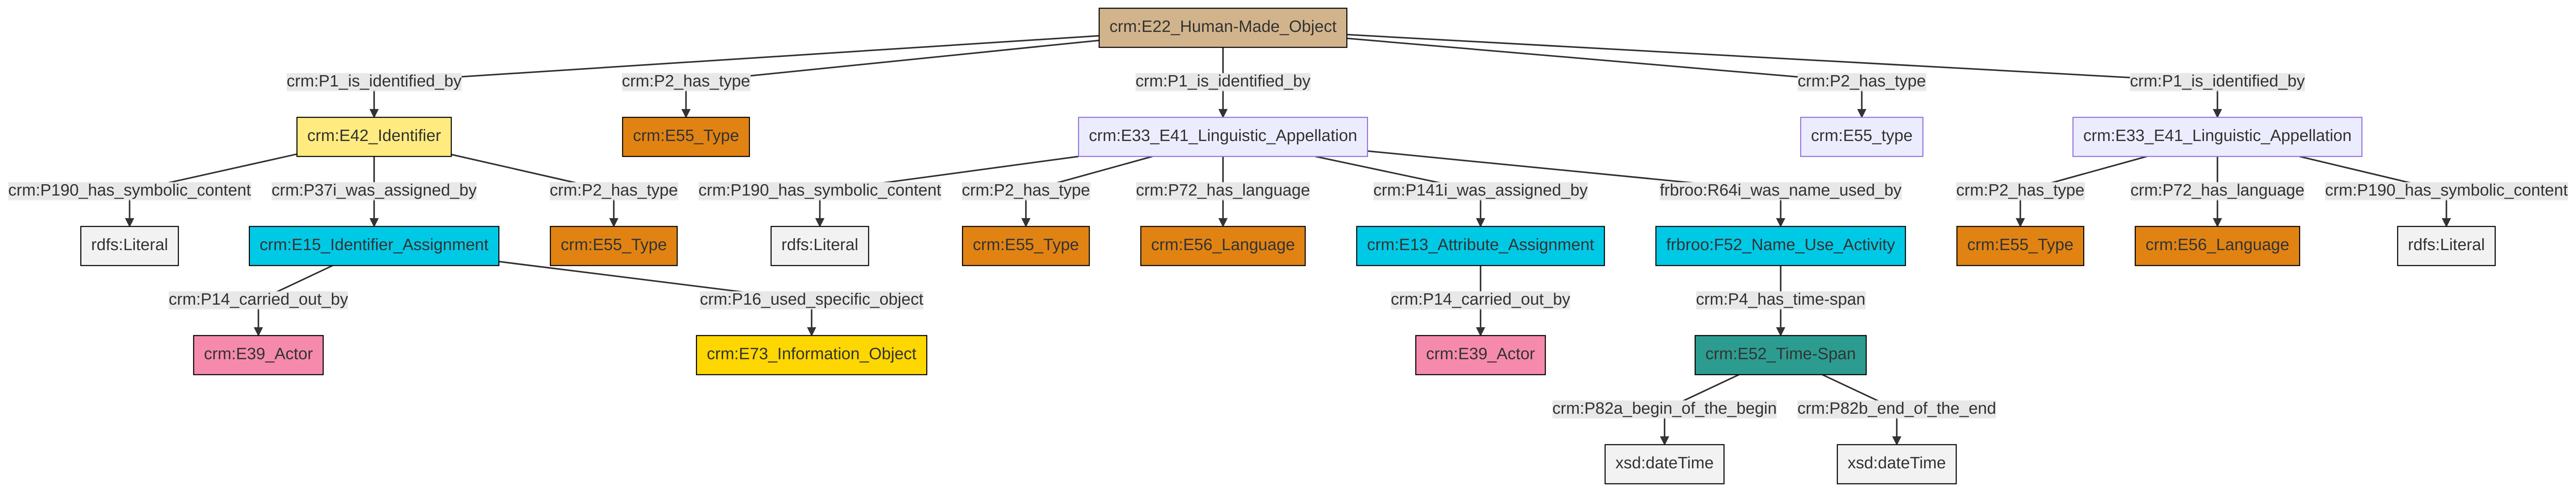 crm:E22_Human-Made_Object
crm:P1_is_identified_by
crm:P2_has_type
crm:P1_is_identified_by
crm:P2_has_type
crm:P1_is_identified_by
crm:E42_Identifier
crm:E55_Type
crm:E33_E41_Linguistic_Appellation
crm:E55_type
crm:E33_E41_Linguistic_Appellation
crm:P190_has_symbolic_content
crm:P37i_was_assigned_by
crm:P2_has_type
crm:P190_has_symbolic_content
crm:P2_has_type
crm:P72_has_language
crm:P141i_was_assigned_by
frbroo:R64i_was_name_used_by
crm:P2_has_type
crm:P72_has_language
crm:P190_has_symbolic_content
rdfs:Literal
crm:E15_Identifier_Assignment
crm:E55_Type
rdfs:Literal
crm:E55_Type
crm:E56_Language
crm:E13_Attribute_Assignment
frbroo:F52_Name_Use_Activity
crm:E55_Type
crm:E56_Language
rdfs:Literal
crm:P14_carried_out_by
crm:P16_used_specific_object
crm:P14_carried_out_by
crm:P4_has_time-span
crm:E39_Actor
crm:E73_Information_Object
crm:E39_Actor
crm:E52_Time-Span
crm:P82a_begin_of_the_begin
crm:P82b_end_of_the_end
xsd:dateTime
xsd:dateTime